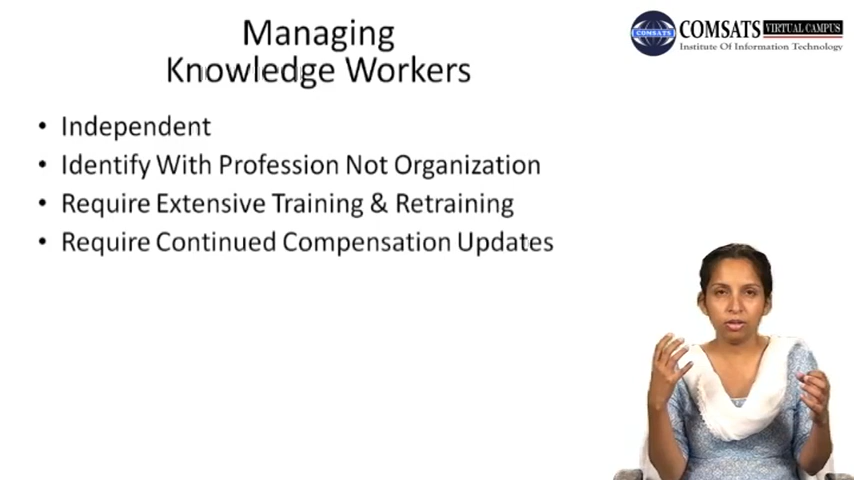 Managing
Knowledge Workers
COMSATS
COMSATS VIRTUAL CAMPUS
Institute Of Information Technology
• Independent
• Identify With Profession Not Organization
• Require Extensive Training & Retraining
• Require Continued Compensation Updates